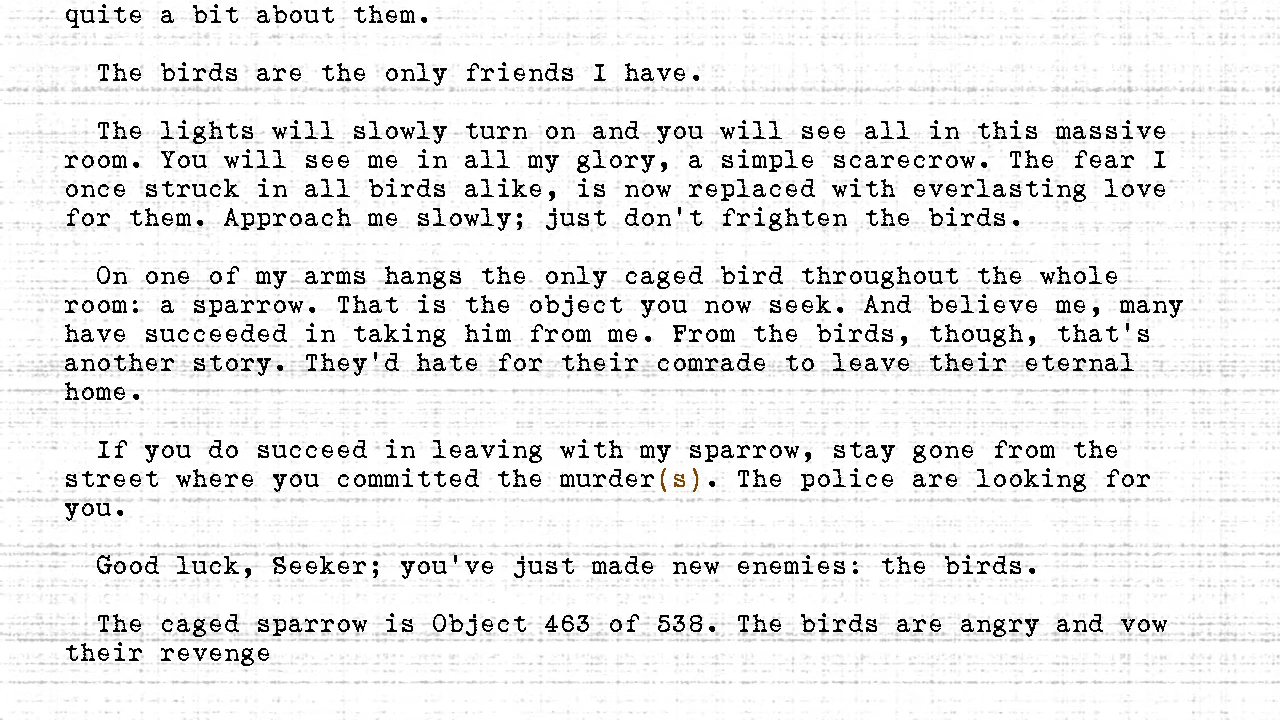 quite a bit about them.
The birds are the only friends I have.
The lights will slowly turn on and you will see all in this massive
room. You will see me in all my glory, a simple scarecrow. The fear I
once struck in all birds alike, is now replaced with everlasting love
for them. Approach me slowly; just don't frighten the birds.
On one of my arms hangs the only caged bird throughout the whole
room: a sparrow. That is the object you now seek. And believe me, many
have succeeded in taking him from me. From the birds, though, that's
another story. They'd hate for their comrade to leave their eternal
home.
If you do succeed in leaving with my sparrow, stay gone from the
street where you committed the murder(s). The police are looking for
you.
Good luck, Seeker; you've just made new enemies: the birds.
The caged sparrow is Object 463 of 538. The birds are angry and vow
their revenge